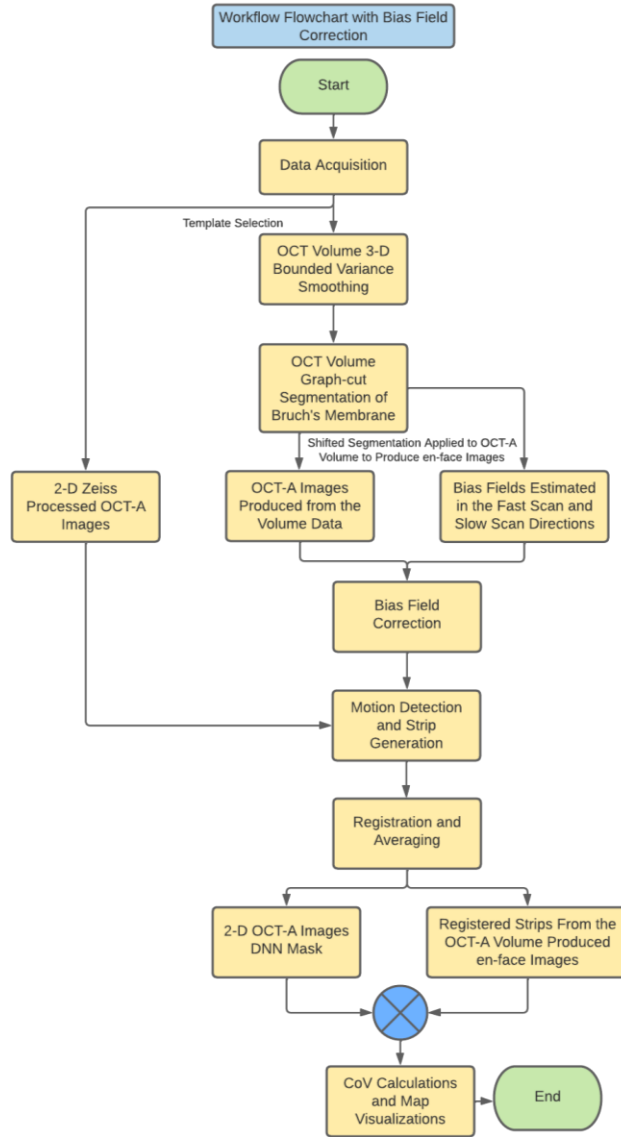 Workflow Flowchart with Bias Field
Correction
Start
Data Acquisition
Template Selection
OCT Volume 3-D
Bounded Variance
Smoothing
OCT Volume
Graph-cut
Segmentation of
Bruch's Membrane
Shifted Segmentation Applied to OCT-A
Volume to Produce en-face Images
2-D Zeiss
Processed OCT-A
Images
OCT-A Images
Produced from the
Volume Data
Bias Fields Estimated
in the Fast Scan and
Slow Scan Directions
Bias Field
Correction
Motion Detection
and Strip
Generation
Registration and
Averaging
2-D OCT-A Images
DNN Mask
Registered Strips From the
OCT-A Volume Produced
en-face Images
CoV Calculations
and Map
Visualizations
End